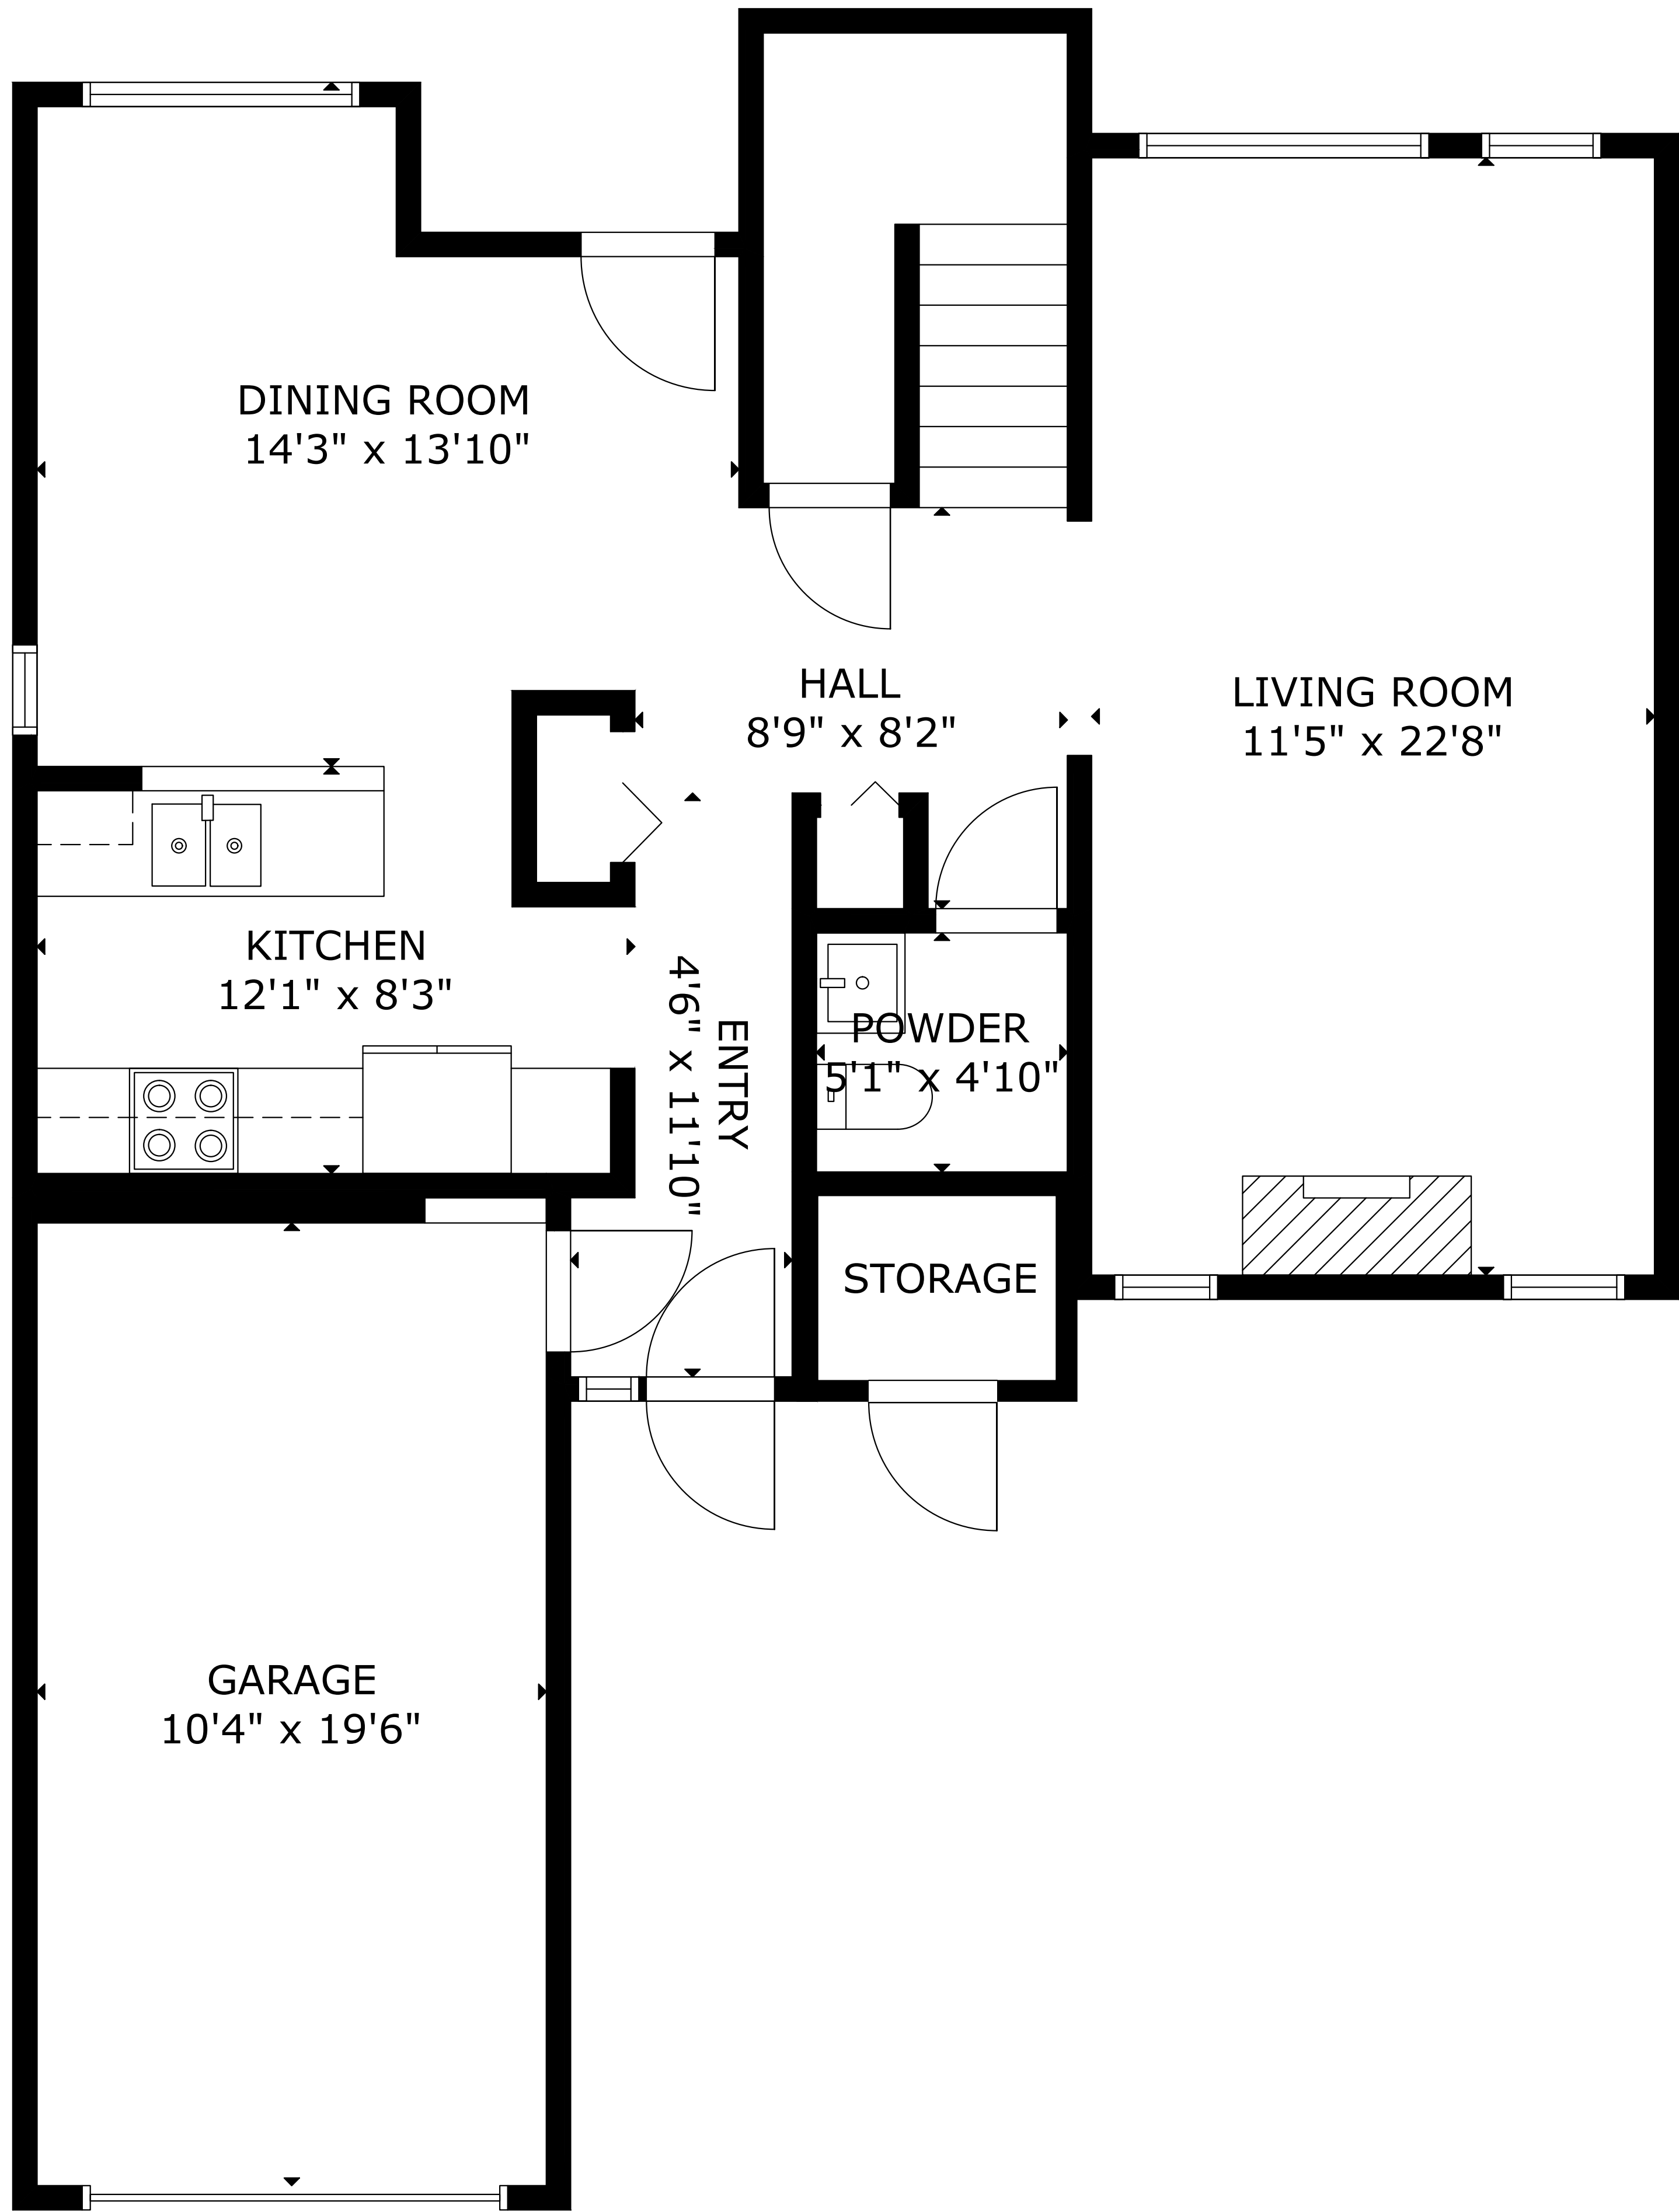 DINING ROOM
14'3" x 13'10"
HALL
8'9" x 8'2"
LIVING ROOM
11'5" x 22'8"
KITCHEN
12'1" x 8'3"
ENTRY
4'6" x 11'10"
POWDER
5'1" x 4'10"
STORAGE
GARAGE
10'4" x 19'6"